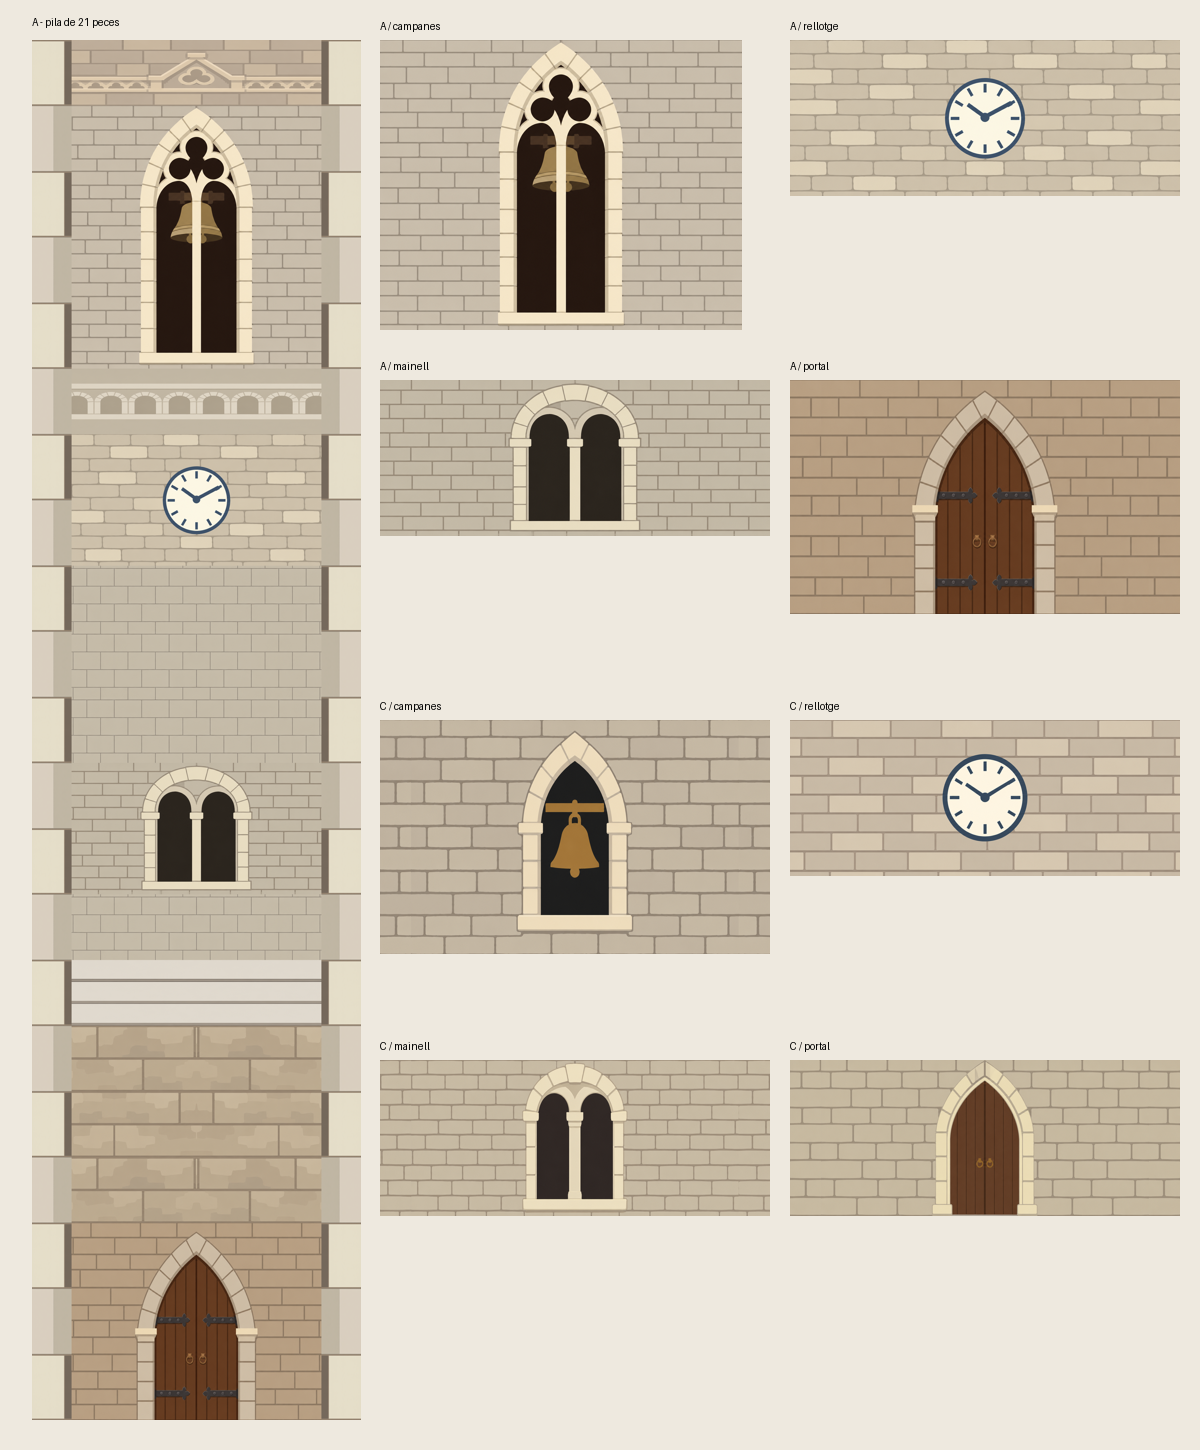 A - pila de 21 peces
A / campanes
A / rellotge
A / mainell
A / portal
C / campanes
C / rellotge
C / mainell
C / portal